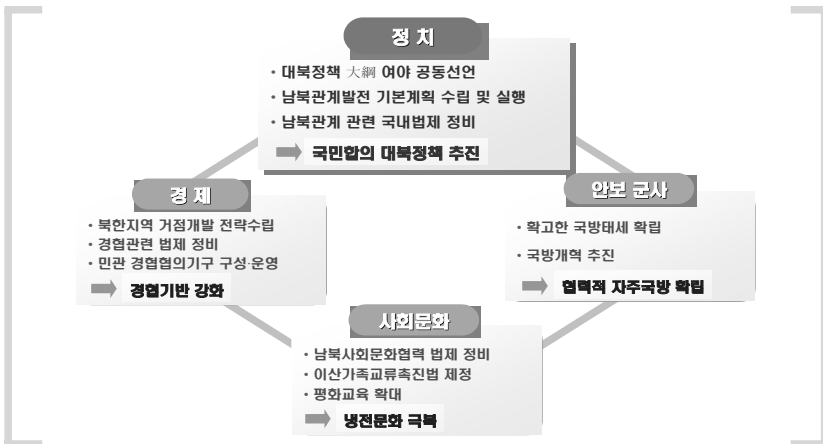 정 치
• 대북정책 大綱 여야 공동선언
• 남북관계발전 기본계획 수립 및 실행
• 남북관계 관련 국내법제 정비
국민합의 대북정책 추진
경 제
• 북한지역 거점개발 전략수립
• 경협관련 법제 정비
• 민관 경협협의기구 구성·운영
경협기반 강화
안보 군사
• 확고한 국방태세 확립
• 국방개혁 추진
협력적 자주국방 확립
사회문화
• 남북사회문화협력 법제 정비
• 이산가족교류촉진법 제정
• 평화교육 확대
냉전문화 극복